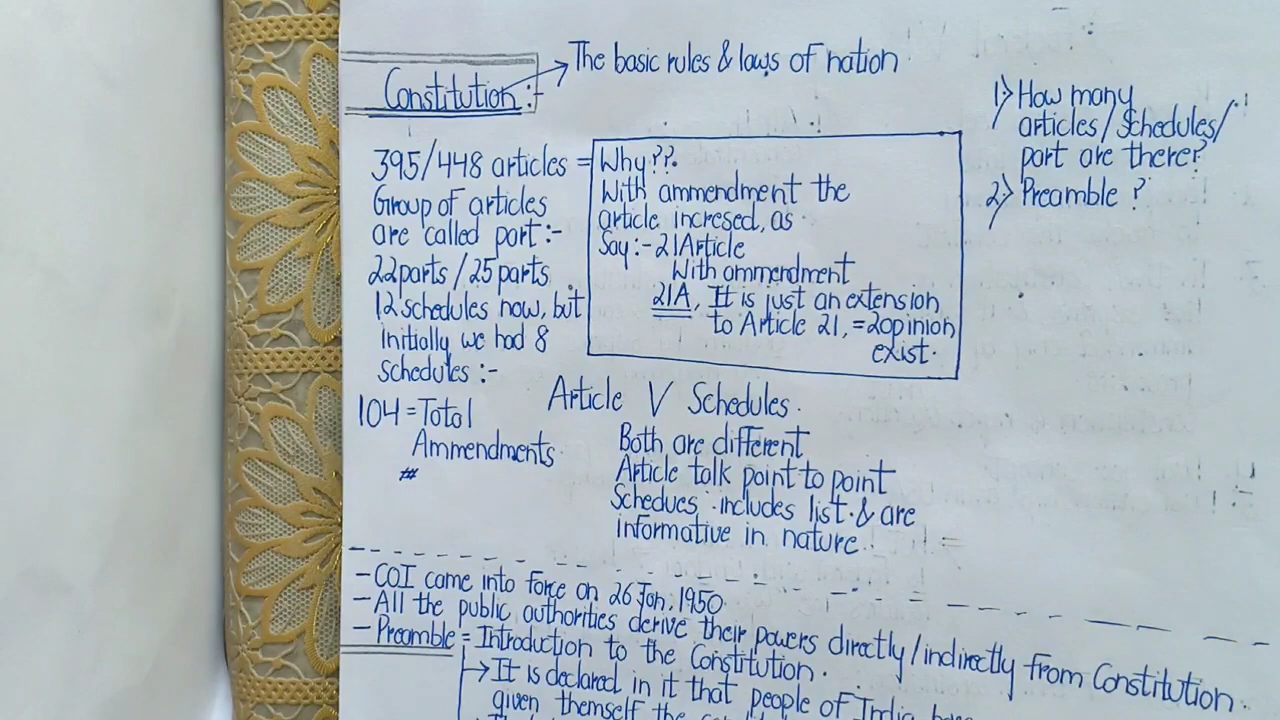 The basic rules & laws of nation
Constitution :-
1) How many
articles/Schedules/
part are there?
2) Preamble ?
395/448 articles =
Group of articles
are called part :-
22 parts / 25 parts
12 schedules now, but
initially we had 8
schedules :-
104 = Total
Ammendments
#
Why??
With ammendment the
article incresed, as
Say :- 21 Article
With ammendment
21A, It is just an extension
to Article 21, = 2 opinion
exist.
Article V Schedules.
Both are different
Article talk point to point
Schedues includes list & are
informative in nature
- COI came into force on 26 Jan, 1950
- All the public authorities derive their powers directly/indirectly from Constitution.
- Preamble = Introduction to the Constitution.
It is declared in it that people of India have
given themself the